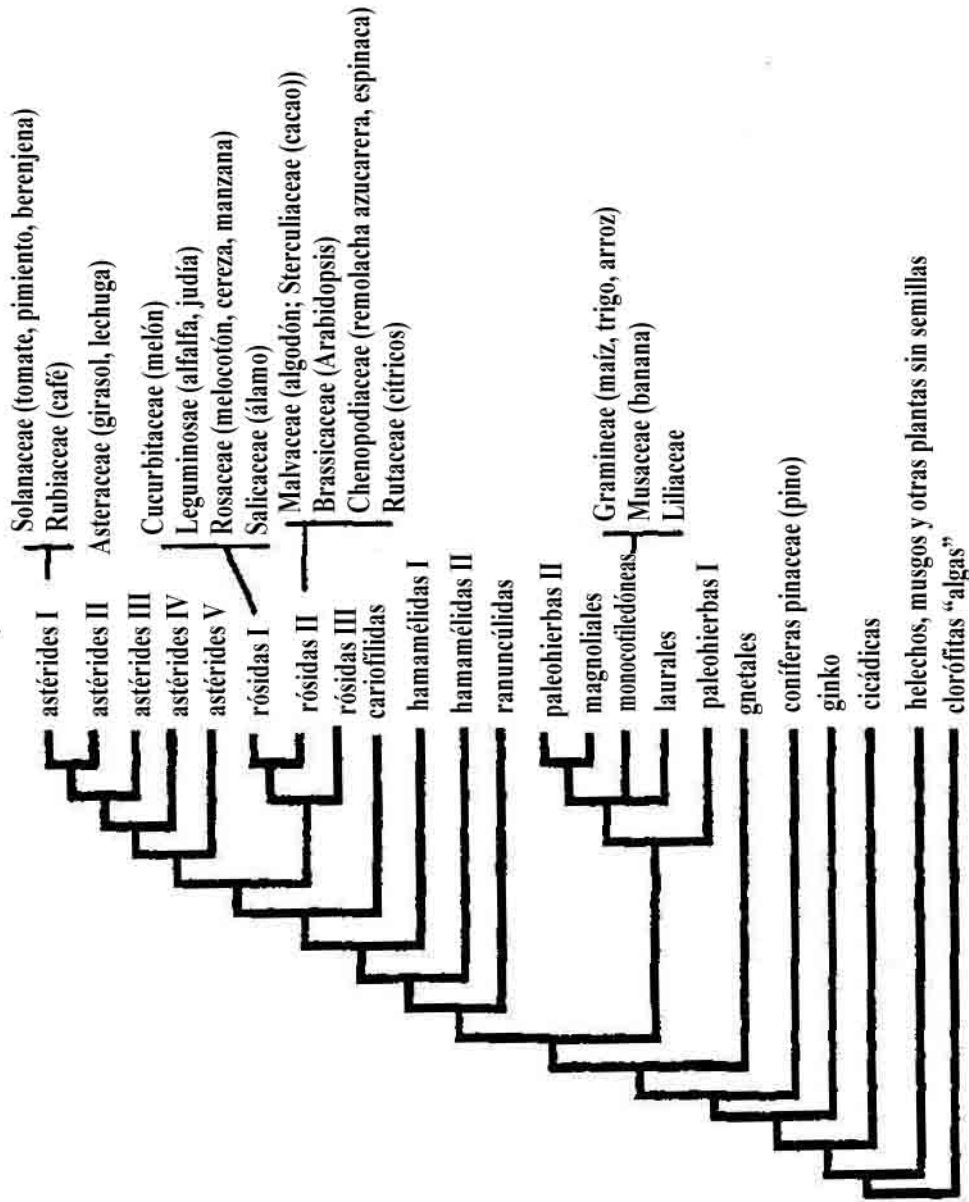 Solanaceae (tomate, pimiento, berenjena)
Rubiaceae (café)
Asteraceae (girasol, lechuga)
Cucurbitaceae (melón)
Leguminosae (alfalfa, judía)
Rosaceae (melocotón, cereza, manzana)
Salicaceae (álamo)
Malvaceae (algodón; Sterculiaceae (cacao))
Brassicaceae (Arabidopsis)
Chenopodiaceae (remolacha azucarera, espinaca)
Rutaceae (cítricos)
Gramineae (maíz, trigo, arroz)
Musaceae (banana)
Liliaceae
astérides I
astérides II
astérides III
astérides IV
astérides V
rósidas I
rósidas II
rósidas III
cariofílidas
hamamélidas I
hamamélidas II
ranuncúlidas
paleohierbas II
magnoliales
monocotiledóneas
laurales
paleohierbas I
gnetales
coníferas pinaceae (pino)
ginko
cicádicas
helechos, musgos y otras plantas sin semillas
clorófitas “algas”